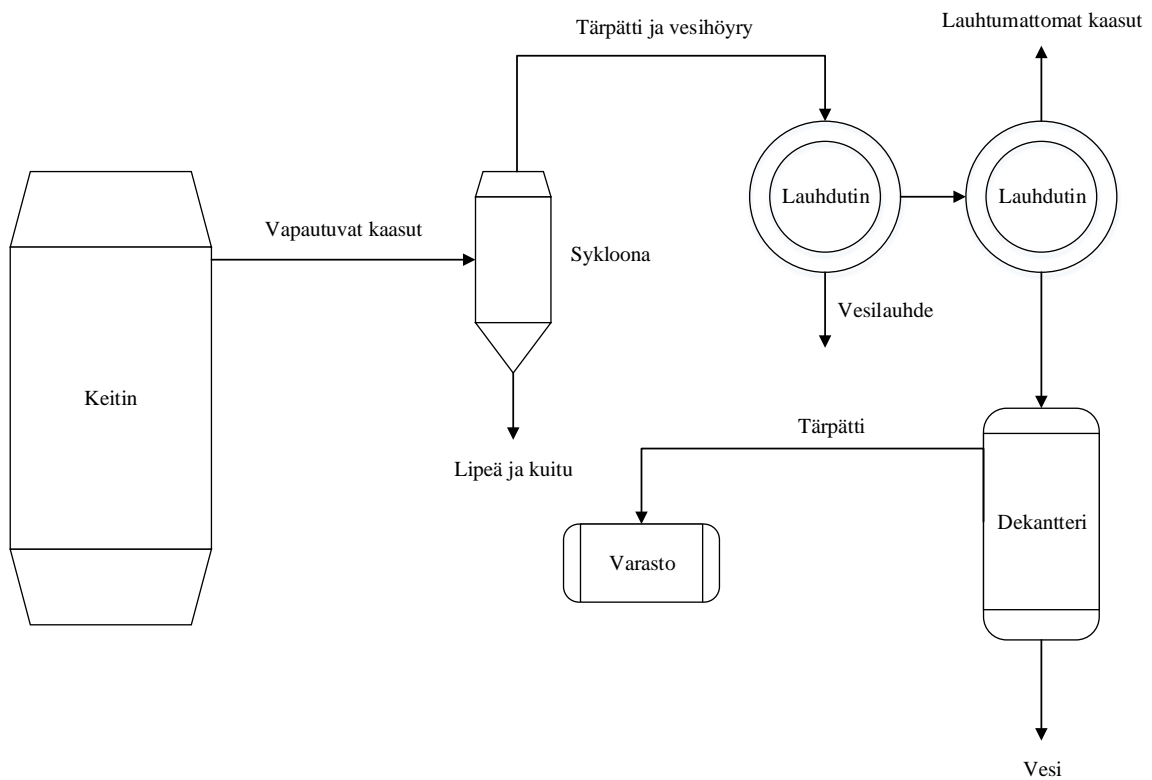 Tärpätti ja vesihöyry
Lauhtumattomat kaasut
Lauhdutin
Lauhdutin
Vapautuvat kaasut
Sykloona
Vesilauhde
Keitin
Tärpätti
Lipeä ja kuitu
Dekantteri
Varasto
Vesi